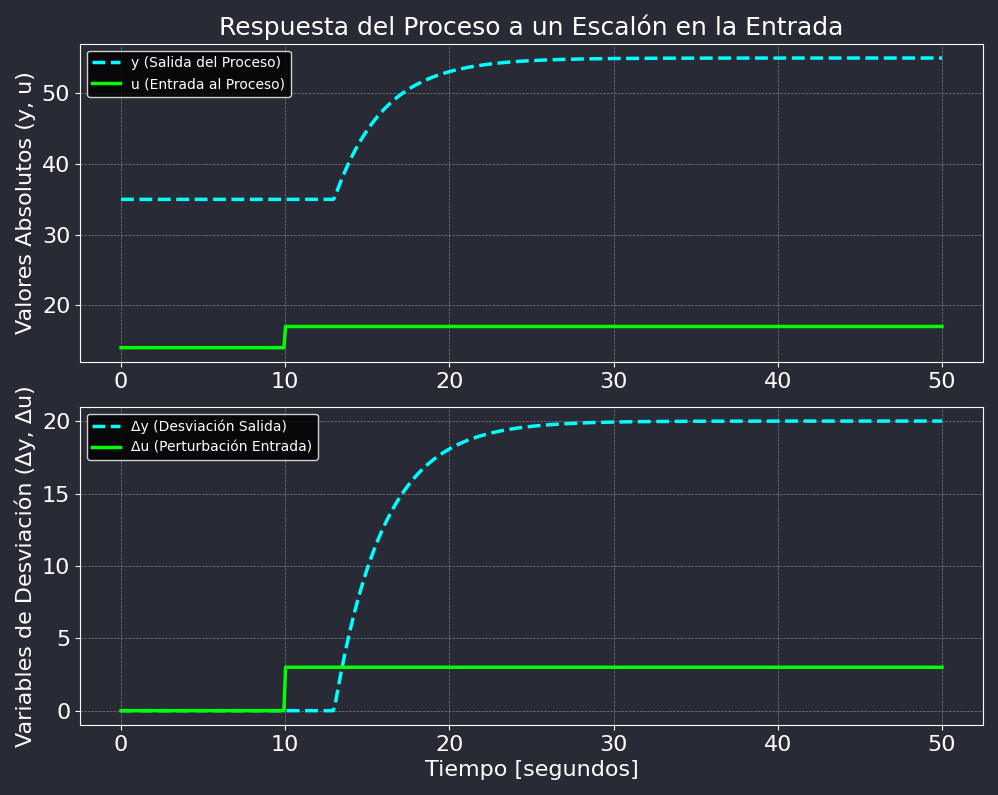 Respuesta del Proceso a un Escalón en la Entrada
Valores Absolutos (y, u)
y (Salida del Proceso)
u (Entrada al Proceso)
50
40
30
20
0 10 20 30 40 50
Variables de Desviación (Δy, Δu)
Δy (Desviación Salida)
Δu (Perturbación Entrada)
20
15
10
5
0
0 10 20 30 40 50
Tiempo [segundos]